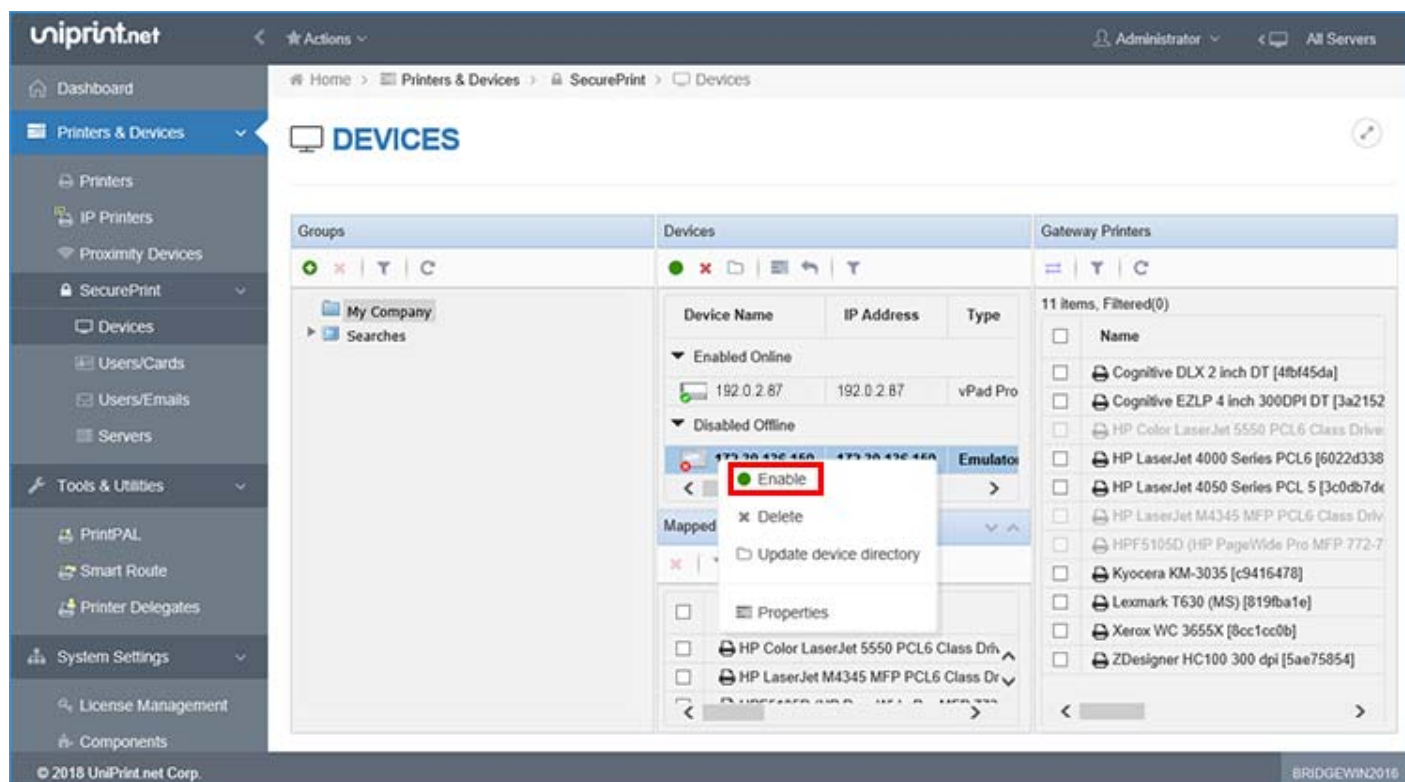 uniprint.net
Actions
Administrator
All Servers
Home > Printers & Devices > SecurePrint > Devices
Dashboard
Printers & Devices
Printers
IP Printers
Proximity Devices
SecurePrint
Devices
Users/Cards
Users/Emails
Servers
Tools & Utilities
PrintPAL
Smart Route
Printer Delegates
System Settings
License Management
Components
DEVICES
Groups
My Company
Searches
Devices
Device Name IP Address Type
Enabled Online
192.0.2.87 192.0.2.87 vPad Pro
Disabled Offline
Emulator
Enable
Delete
Update device directory
Properties
Mapped
HP Color LaserJet 5550 PCL6 Class Driv
HP LaserJet M4345 MFP PCL6 Class Dr
Gateway Printers
11 items, Filtered(0)
Name
Cognitive DLX 2 inch DT [4fbf45da]
Cognitive EZLP 4 inch 300DPI DT [3a2152
HP Color LaserJet 5550 PCL6 Class Drive
HP LaserJet 4000 Series PCL6 [6022d338
HP LaserJet 4050 Series PCL 5 [3c0db7de
HP LaserJet M4345 MFP PCL6 Class Driv
HPF5105D (HP PageWide Pro MFP 772-7
Kyocera KM-3035 [c9416478]
Lexmark T630 (MS) [819fba1e]
Xerox WC 3655X [8cc1cc0b]
ZDesigner HC100 300 dpi [5ae75854]
© 2018 UniPrint.net Corp.
BRIDGEWIN2016